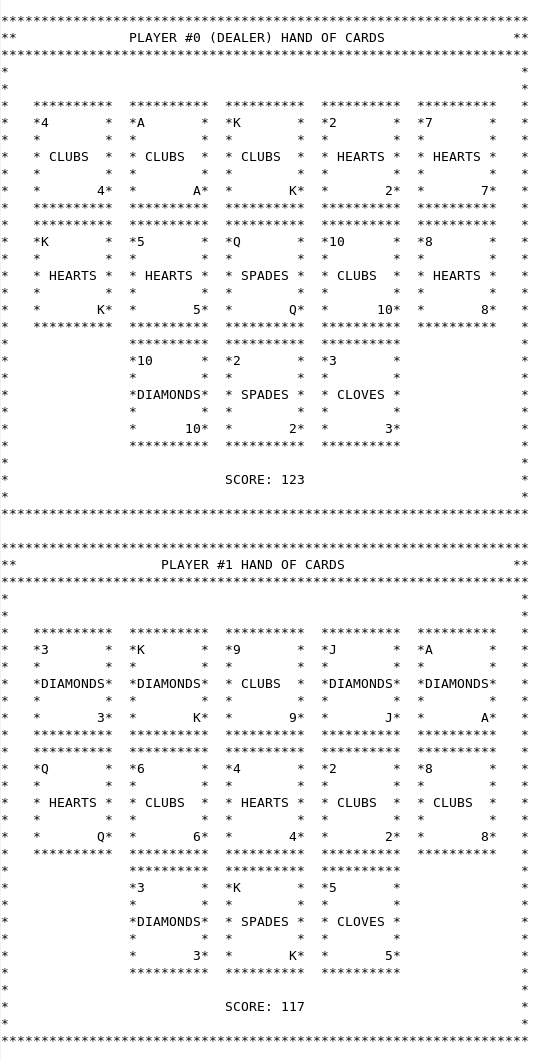 ******************************************************************
** PLAYER #0 (DEALER) HAND OF CARDS **
******************************************************************
* *
* *
* ********** ********** ********** ********** ********** *
* *4 * *A * *K * *2 * *7 * *
* * * * * * * * * * * *
* * CLUBS * * CLUBS * * CLUBS * * HEARTS * * HEARTS * *
* * * * * * * * * * * *
* * 4* * A* * K* * 2* * 7* *
* ********** ********** ********** ********** ********** *
* ********** ********** ********** ********** ********** *
* *K * *5 * *Q * *10 * *8 * *
* * * * * * * * * * * *
* * HEARTS * * HEARTS * * SPADES * * CLUBS * * HEARTS * *
* * * * * * * * * * * *
* * K* * 5* * Q* * 10* * 8* *
* ********** ********** ********** ********** ********** *
* ********** ********** ********** *
* *10 * *2 * *3 * *
* * * * * * * *
* *DIAMONDS* * SPADES * * CLOVES * *
* * * * * * * *
* * 10* * 2* * 3* *
* ********** ********** ********** *
* *
* SCORE: 123 *
* *
******************************************************************
******************************************************************
** PLAYER #1 HAND OF CARDS **
******************************************************************
* *
* *
* ********** ********** ********** ********** ********** *
* *3 * *K * *9 * *J * *A * *
* * * * * * * * * * * *
* *DIAMONDS* *DIAMONDS* * CLUBS * *DIAMONDS* *DIAMONDS* *
* * * * * * * * * * * *
* * 3* * K* * 9* * J* * A* *
* ********** ********** ********** ********** ********** *
* ********** ********** ********** ********** ********** *
* *Q * *6 * *4 * *2 * *8 * *
* * * * * * * * * * * *
* * HEARTS * * CLUBS * * HEARTS * * CLUBS * * CLUBS * *
* * * * * * * * * * * *
* * Q* * 6* * 4* * 2* * 8* *
* ********** ********** ********** ********** ********** *
* ********** ********** ********** *
* *3 * *K * *5 * *
* * * * * * * *
* *DIAMONDS* * SPADES * * CLOVES * *
* * * * * * * *
* * 3* * K* * 5* *
* ********** ********** ********** *
* *
* SCORE: 117 *
* *
******************************************************************